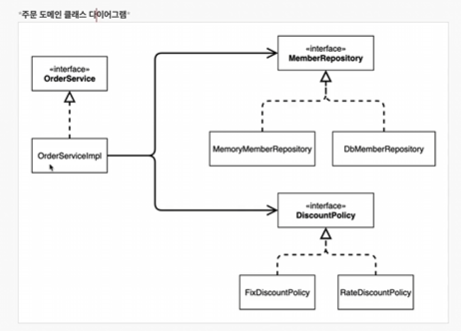 "주문 도메인 클래스 다이어그램"
«interface»
OrderService
OrderServiceImpl
«interface»
MemberRepository
MemoryMemberRepository
DbMemberRepository
«interface»
DiscountPolicy
FixDiscountPolicy
RateDiscountPolicy